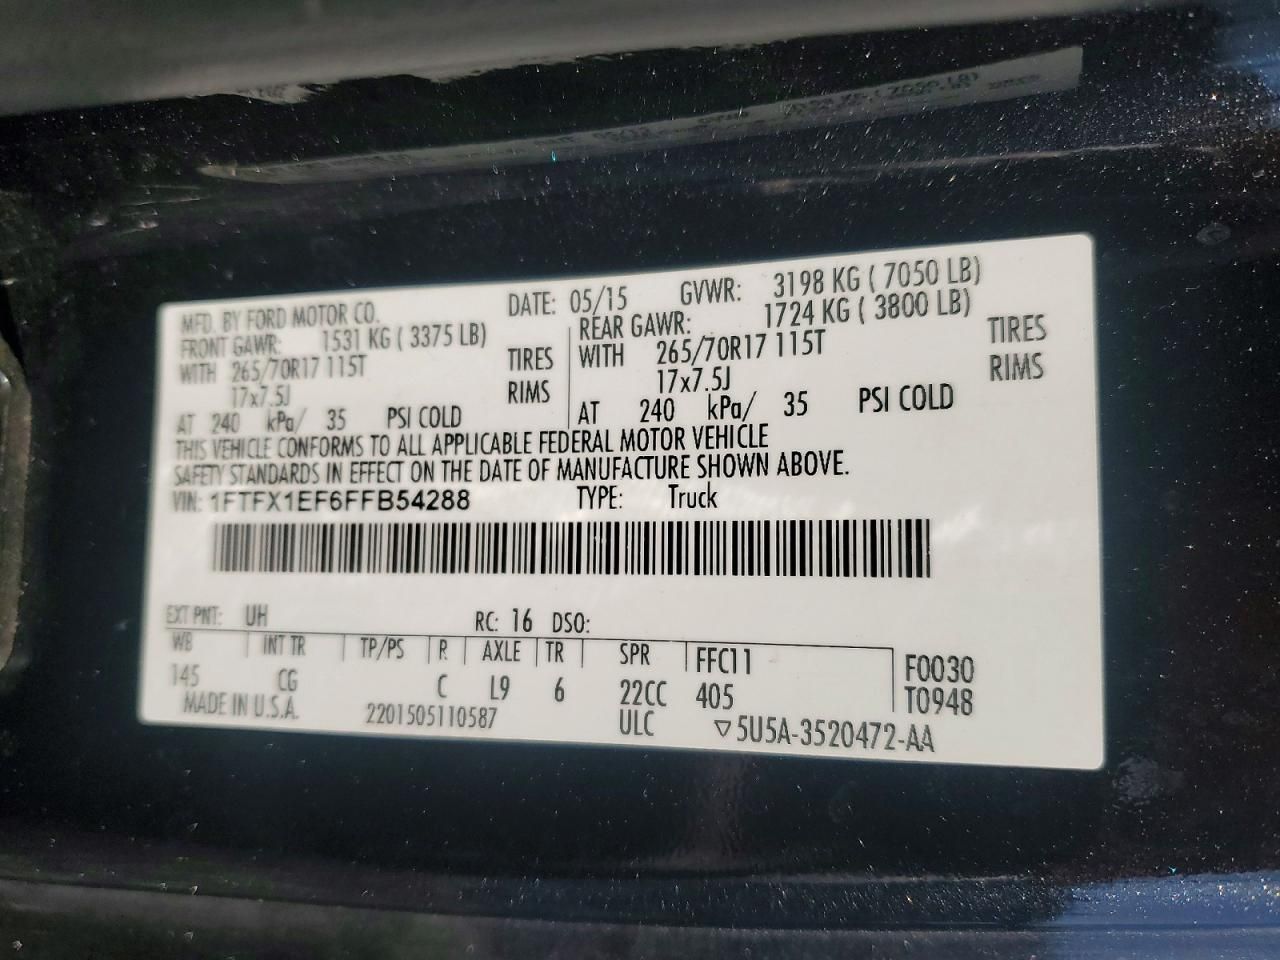 MFD. BY FORD MOTOR CO. DATE: 05/15 GVWR: 3198 KG ( 7050 LB)
FRONT GAWR: 1531 KG ( 3375 LB) REAR GAWR: 1724 KG ( 3800 LB)
WITH 265/70R17 115T TIRES WITH 265/70R17 115T TIRES
17x7.5J RIMS 17x7.5J RIMS
AT 240 kPa/ 35 PSI COLD AT 240 kPa/ 35 PSI COLD
THIS VEHICLE CONFORMS TO ALL APPLICABLE FEDERAL MOTOR VEHICLE
SAFETY STANDARDS IN EFFECT ON THE DATE OF MANUFACTURE SHOWN ABOVE.
VIN: 1FTFX1EF6FFB54288 TYPE: Truck
EXT PNT: UH RC: 16 DSO:
WB INT TR TP/PS R AXLE TR SPR FFC11 F0030
145 CG C L9 6 22CC 405 T0948
MADE IN U.S.A. 2201505110587 ULC ▽5U5A-3520472-AA